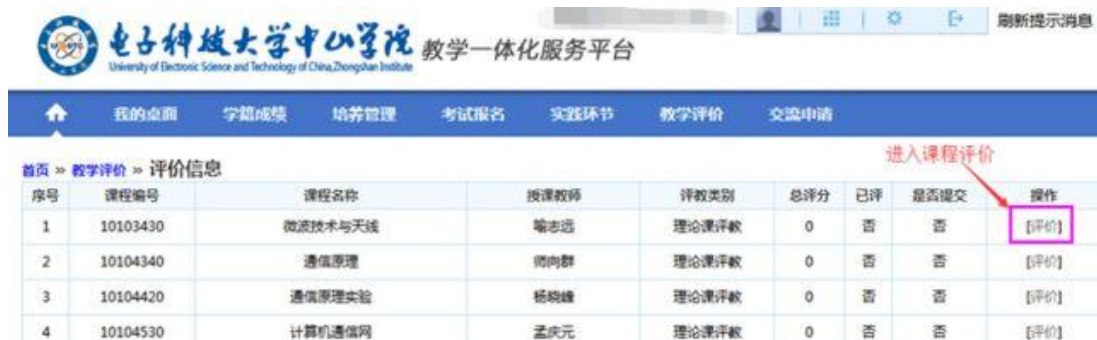 电子科技大学中山学院 教学一体化服务平台 刷新提示消息
University of Electronic Science and Technology of China, Zhongshan Institute
我的桌面 学籍成绩 培养管理 考试报名 实践环节 教学评价 交流申请
进入课程评价
首页 » 教学评价 » 评价信息
序号 课程编号 课程名称 授课教师 评教类别 总评分 已评 是否提交 操作
1 10103430 微波技术与天线 喻志远 理论课评教 0 否 否 [评价]
2 10104340 通信原理 师向群 理论课评教 0 否 否 [评价]
3 10104420 通信原理实验 杨晓峰 理论课评教 0 否 否 [评价]
4 10104530 计算机通信网 孟庆元 理论课评教 0 否 否 [评价]